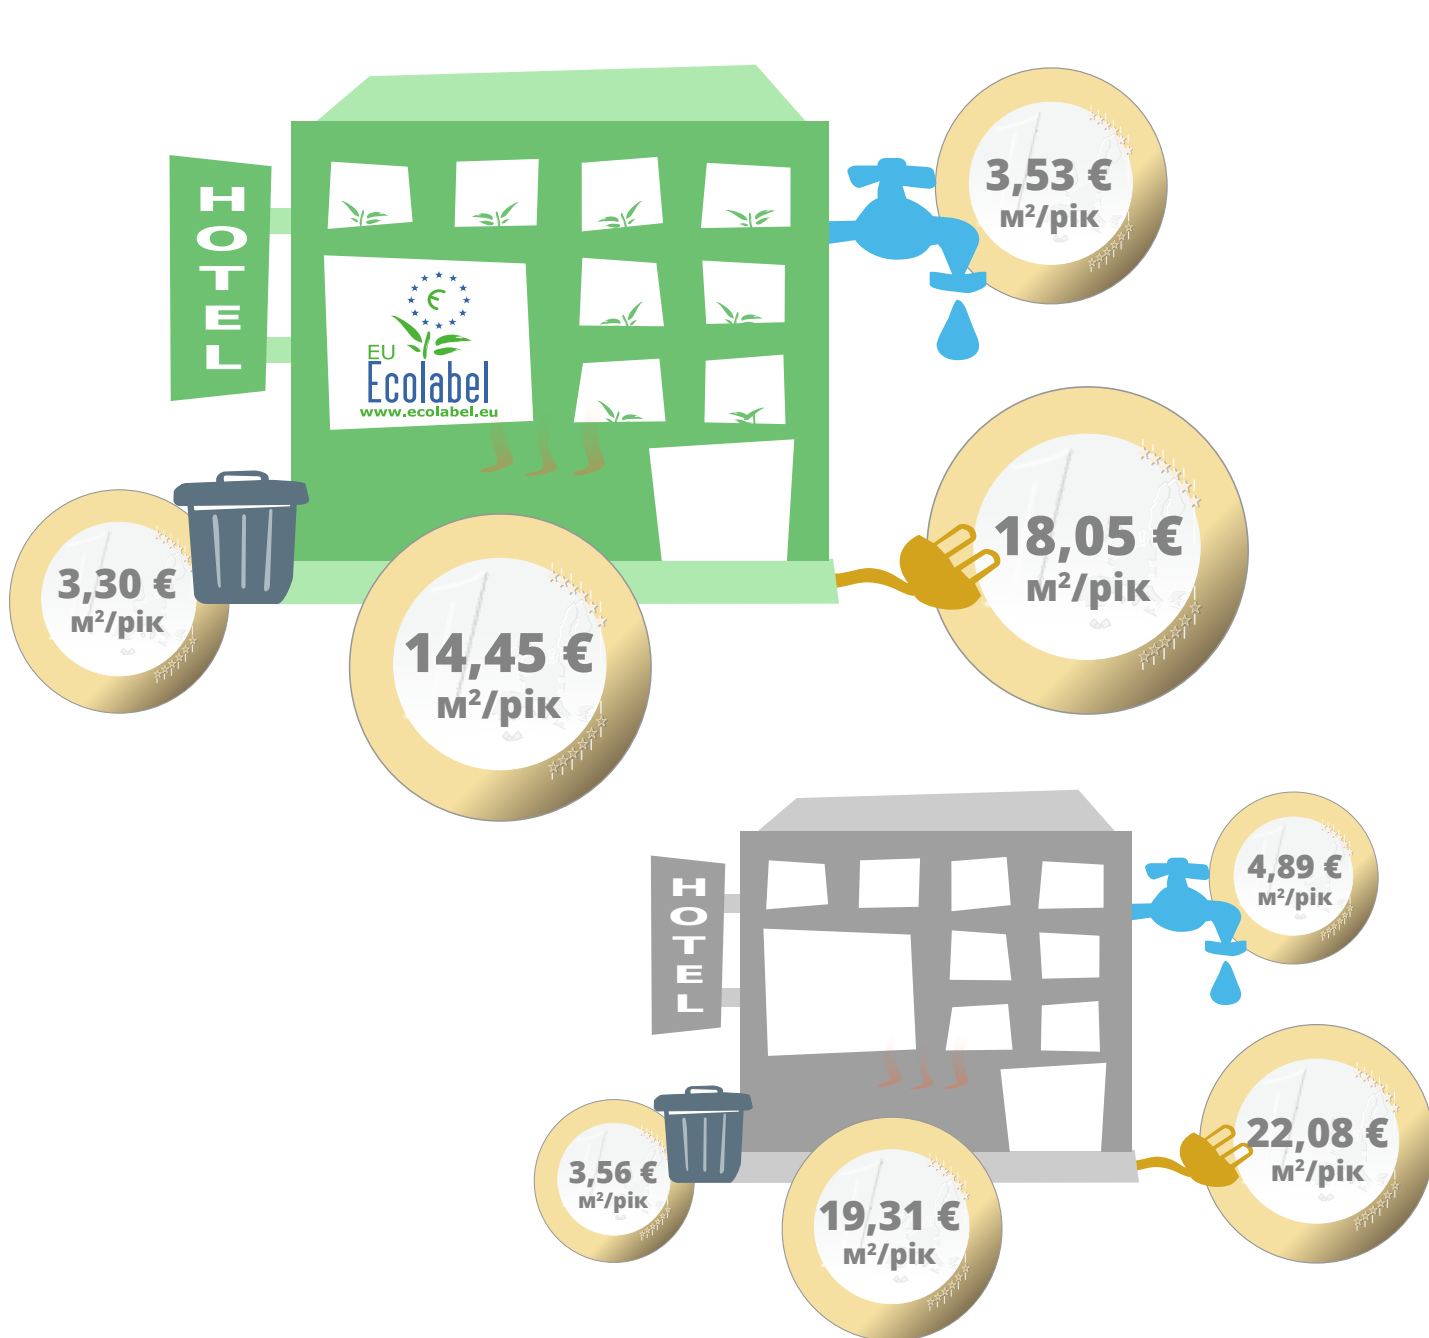 HOTEL
EU
Ecolabel
www.ecolabel.eu
3,53 €
м²/рік
18,05 €
м²/рік
3,30 €
м²/рік
14,45 €
м²/рік
HOTEL
4,89 €
м²/рік
22,08 €
м²/рік
3,56 €
м²/рік
19,31 €
м²/рік